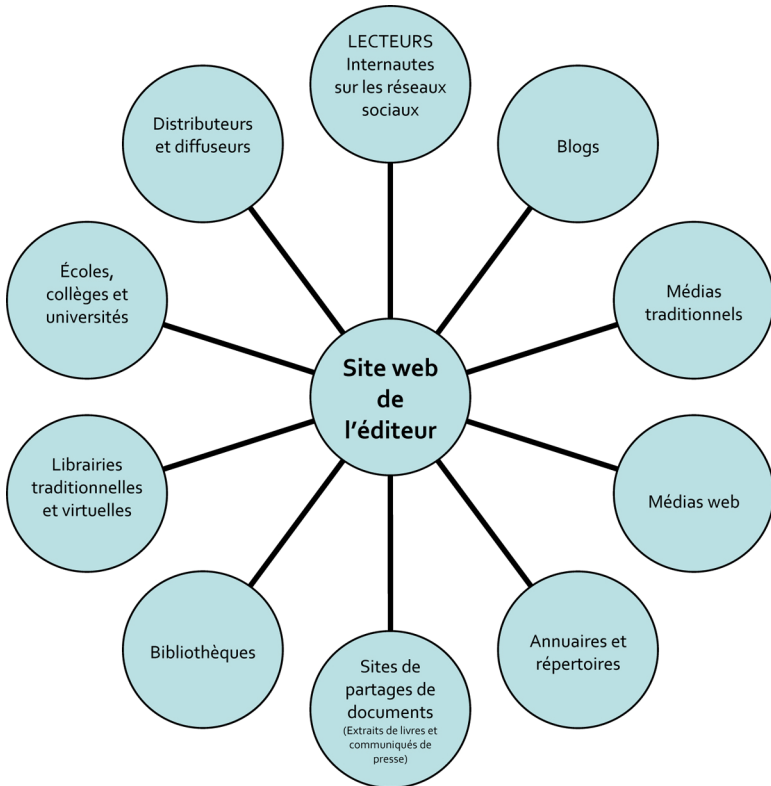 LECTEURS
Internautes
sur les réseaux
sociaux
Blogs
Médias
traditionnels
Médias web
Annuaires et
répertoires
Sites de
partages de
documents
(Extraits de livres et
communiqués de
presse)
Bibliothèques
Librairies
traditionnelles
et virtuelles
Écoles,
collèges et
universités
Distributeurs
et diffuseurs
Site web
de
l'éditeur